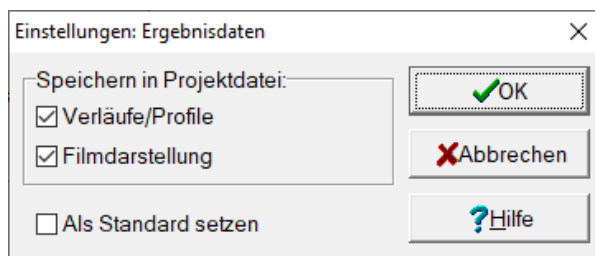 Einstellungen: Ergebnisdaten
Speichern in Projektdatei:
Verläufe/Profile
Filmdarstellung
Als Standard setzen
OK
Abbrechen
Hilfe